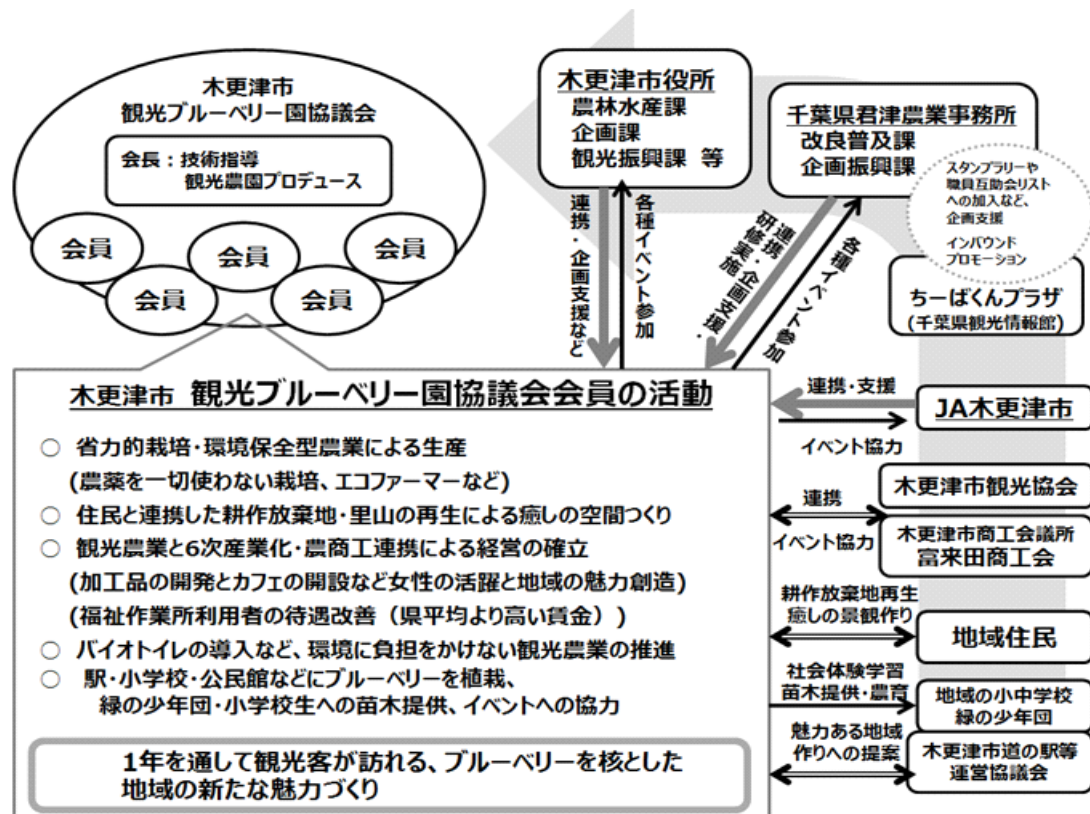 木更津市
観光ブルーベリー園協議会
会長：技術指導
観光農園プロデュース
会員
会員
会員
会員
会員
木更津市役所
農林水産課
企画課
観光振興課 等
千葉県君津農業事務所
改良普及課
企画振興課
スタンプラリーや
職員互助会リスト
への加入など、
企画支援
インバウンド
プロモーション
ちーばくんプラザ
(千葉県観光情報館)
連携・企画支援など
各種イベント参加
連携・企画支援・
研修実施
各種イベント参加
木更津市 観光ブルーベリー園協議会会員の活動
○ 省力的栽培・環境保全型農業による生産
(農薬を一切使わない栽培、エコファーマーなど)
○ 住民と連携した耕作放棄地・里山の再生による癒しの空間つくり
○ 観光農業と6次産業化・農商工連携による経営の確立
(加工品の開発とカフェの開設など女性の活躍と地域の魅力創造)
(福祉作業所利用者の待遇改善（県平均より高い賃金）)
○ バイオトイレの導入など、環境に負担をかけない観光農業の推進
○ 駅・小学校・公民館などにブルーベリーを植栽、
緑の少年団・小学校生への苗木提供、イベントへの協力
1年を通して観光客が訪れる、ブルーベリーを核とした
地域の新たな魅力づくり
連携・支援
イベント協力
JA木更津市
連携
イベント協力
木更津市観光協会
木更津市商工会議所
富来田商工会
耕作放棄地再生
癒しの景観作り
地域住民
社会体験学習
苗木提供・農育
地域の小中学校
緑の少年団
魅力ある地域
作りへの提案
木更津市道の駅等
運営協議会